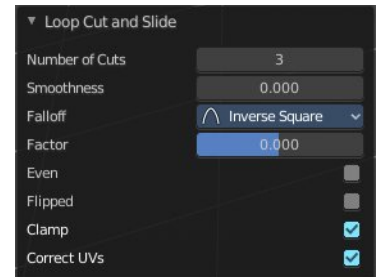 Loop Cut and Slide
Number of Cuts 3
Smoothness 0.000
Falloff Inverse Square
Factor 0.000
Even
Flipped
Clamp
Correct UVs